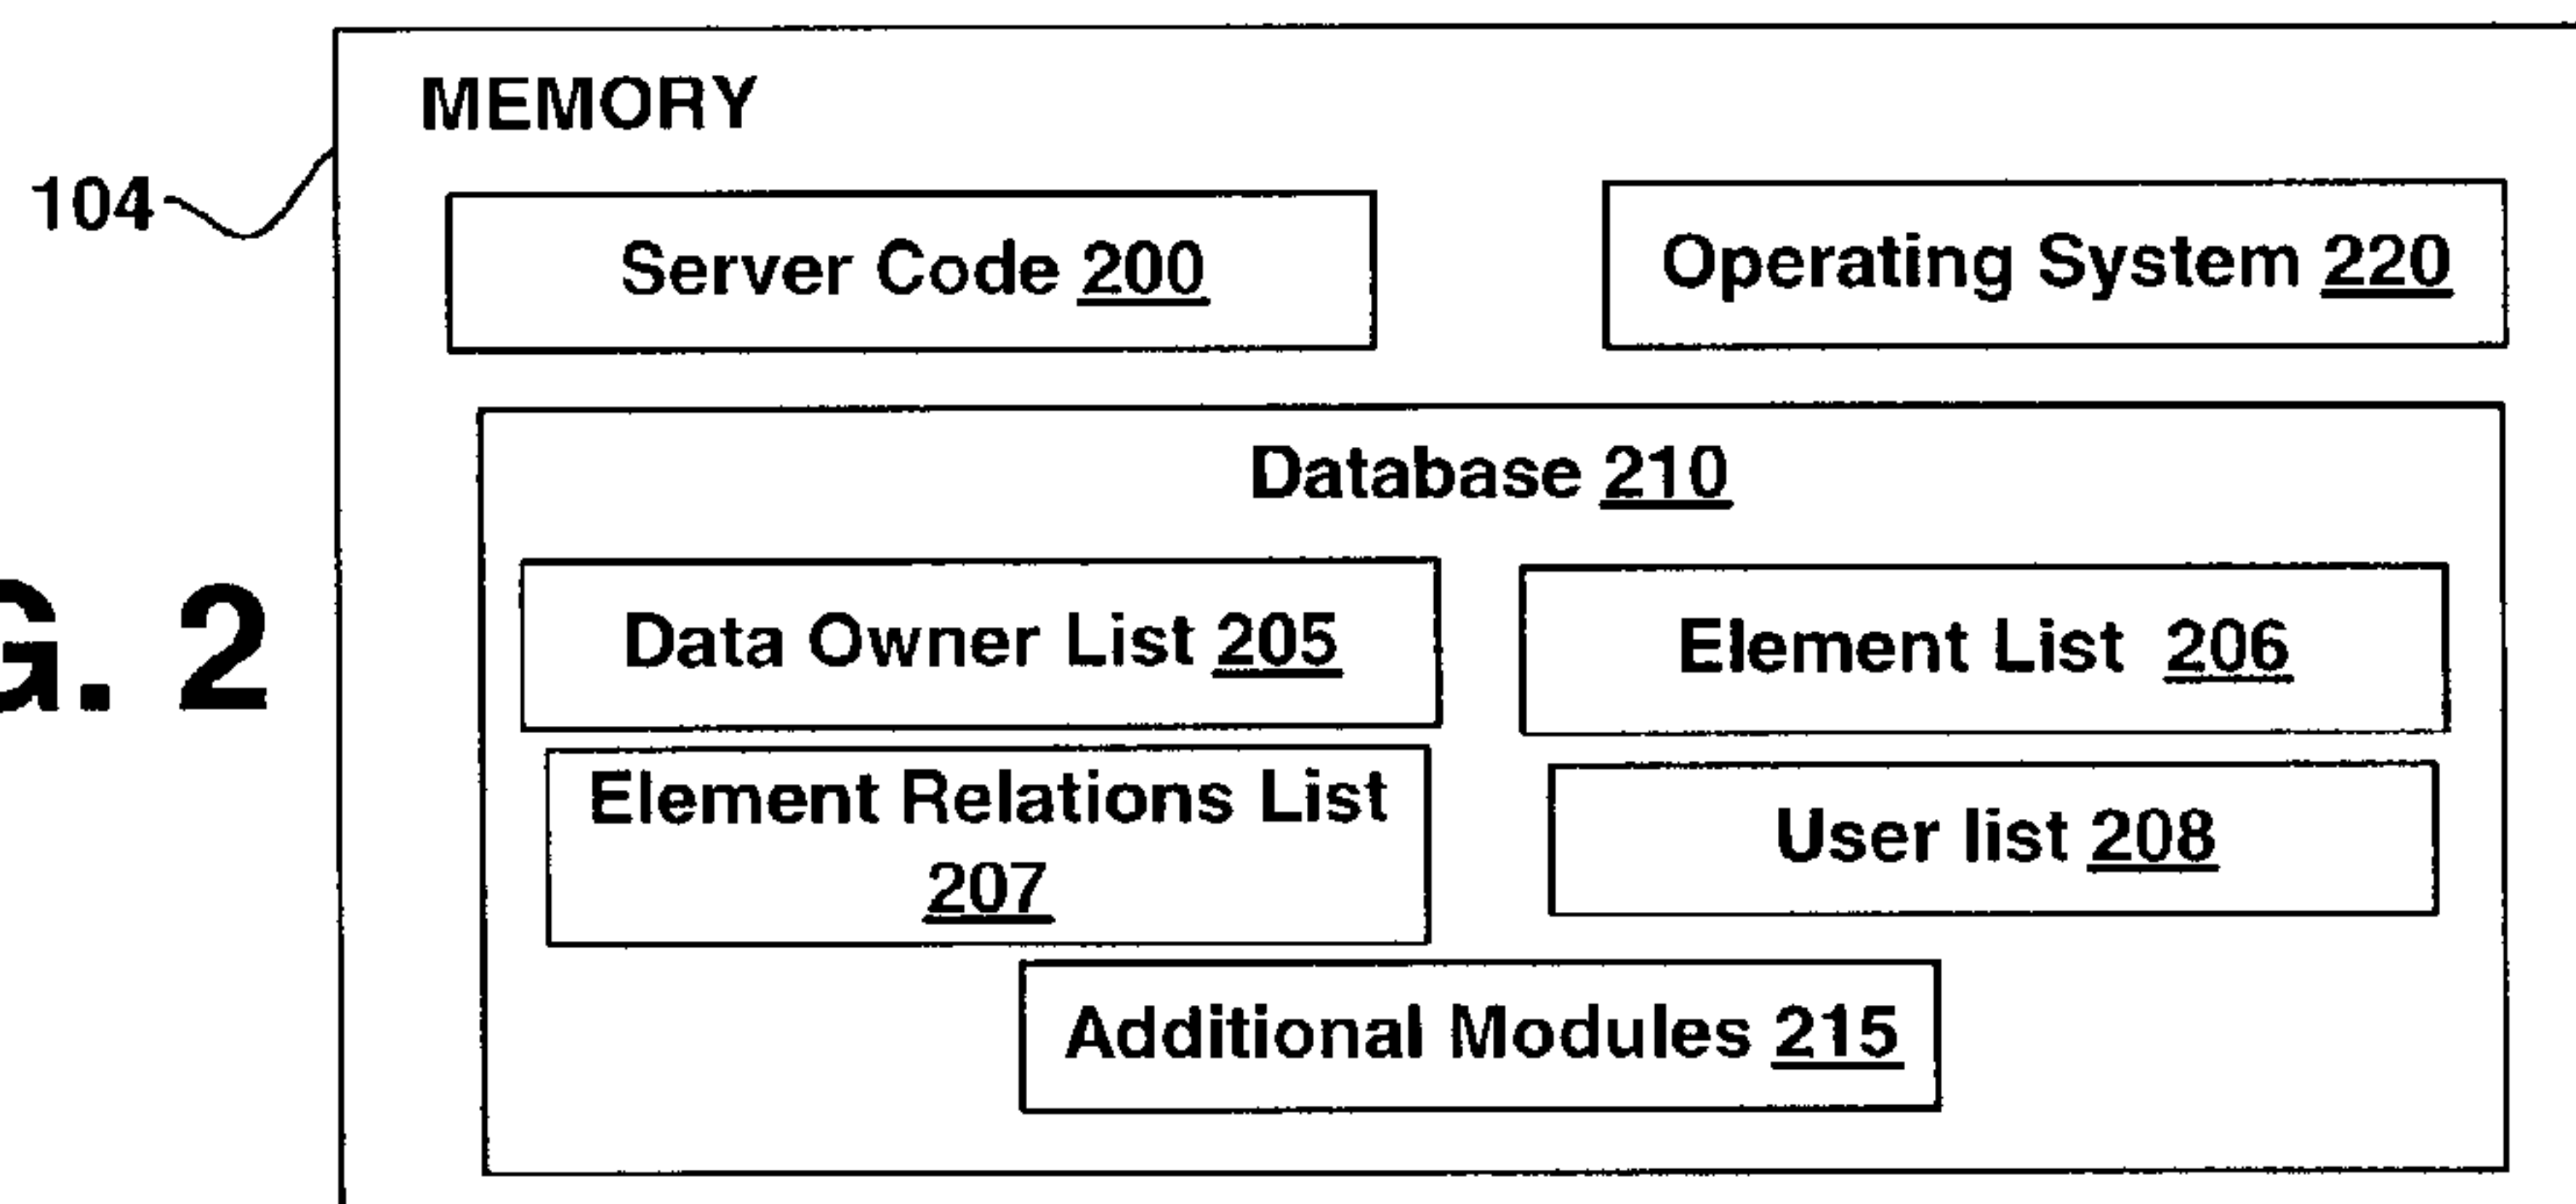 MEMORY
104
Server Code 200
Operating System 220
Database 210
G. 2
Data Owner List 205
Element List 206
Element Relations List
207
User list 208
Additional Modules 215